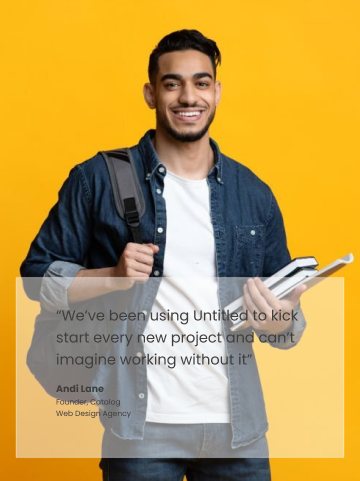 “We’ve been using Untitled to kick
start every new project and can’t
imagine working without it”
Andi Lane
Founder, Catalog
Web Design Agency